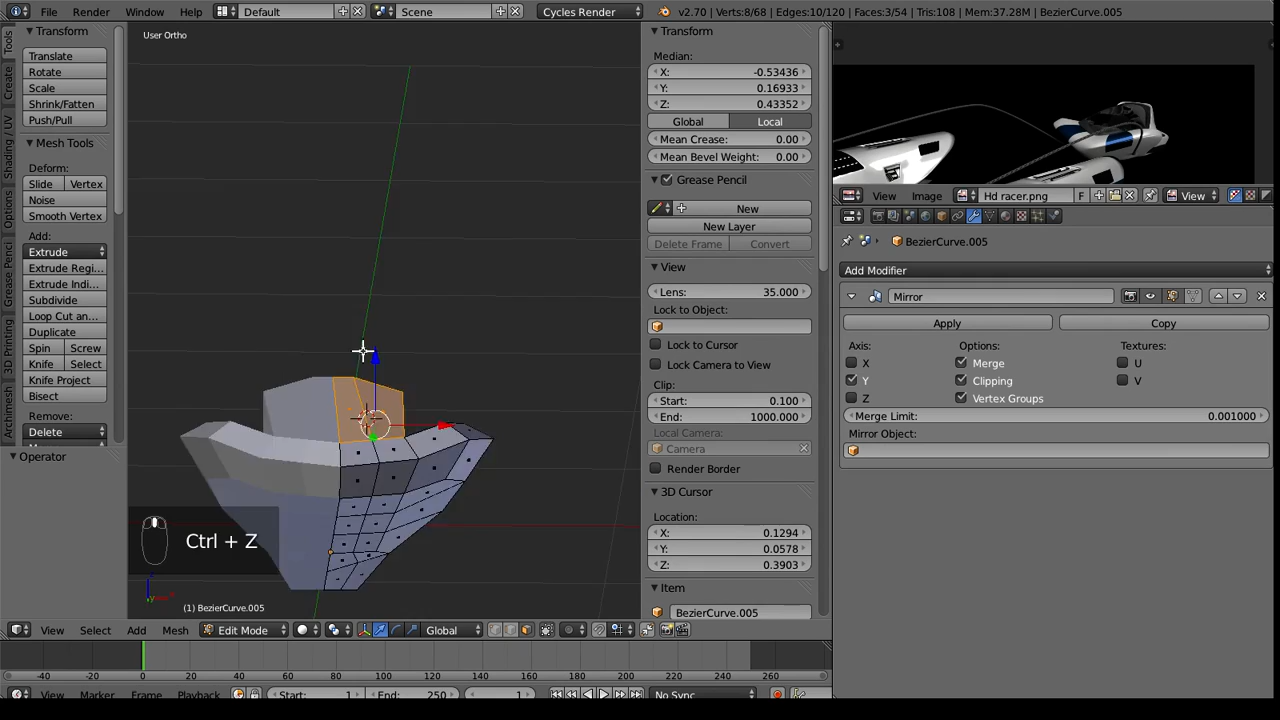 File Render Window Help Default Scene Cycles Render v2.70 | Verts:8/68 | Edges:10/120 | Faces:3/54 | Tris:108 | Mem:37.28M | BezierCurve.005
Tools
Create
Shading / UV
Options
Grease Pencil
3D Printing
Archimesh
Transform
Translate
Rotate
Scale
Shrink/Fatten
Push/Pull
Mesh Tools
Deform:
Slide Vertex
Noise
Smooth Vertex
Add:
Extrude
Extrude Regi...
Extrude Indi...
Subdivide
Loop Cut an...
Duplicate
Spin Screw
Knife Select
Knife Project
Bisect
Remove:
Delete
Operator
User Ortho
Ctrl + Z
(1) BezierCurve.005
Transform
Median:
X: -0.53436
Y: 0.16933
Z: 0.43352
Global Local
Mean Crease: 0.00
Mean Bevel Weight: 0.00
Grease Pencil
New
New Layer
Delete Frame Convert
View
Lens: 35.000
Lock to Object:
Lock to Cursor
Lock Camera to View
Clip:
Start: 0.100
End: 1000.000
Local Camera:
Camera
Render Border
3D Cursor
Location:
X: 0.1294
Y: 0.0578
Z: 0.3903
Item
BezierCurve.005
View Image Hd racer.png F View
BezierCurve.005
Add Modifier
Mirror
Apply Copy
Axis: Options: Textures:
X Merge U
Y Clipping V
Z Vertex Groups
Merge Limit: 0.001000
Mirror Object:
View Select Add Mesh Edit Mode Global
-40 -20 0 20 40 60 80 100 120 140 160 180 200 220 240 260
View Marker Frame Playback Start: 1 End: 250 1 No Sync